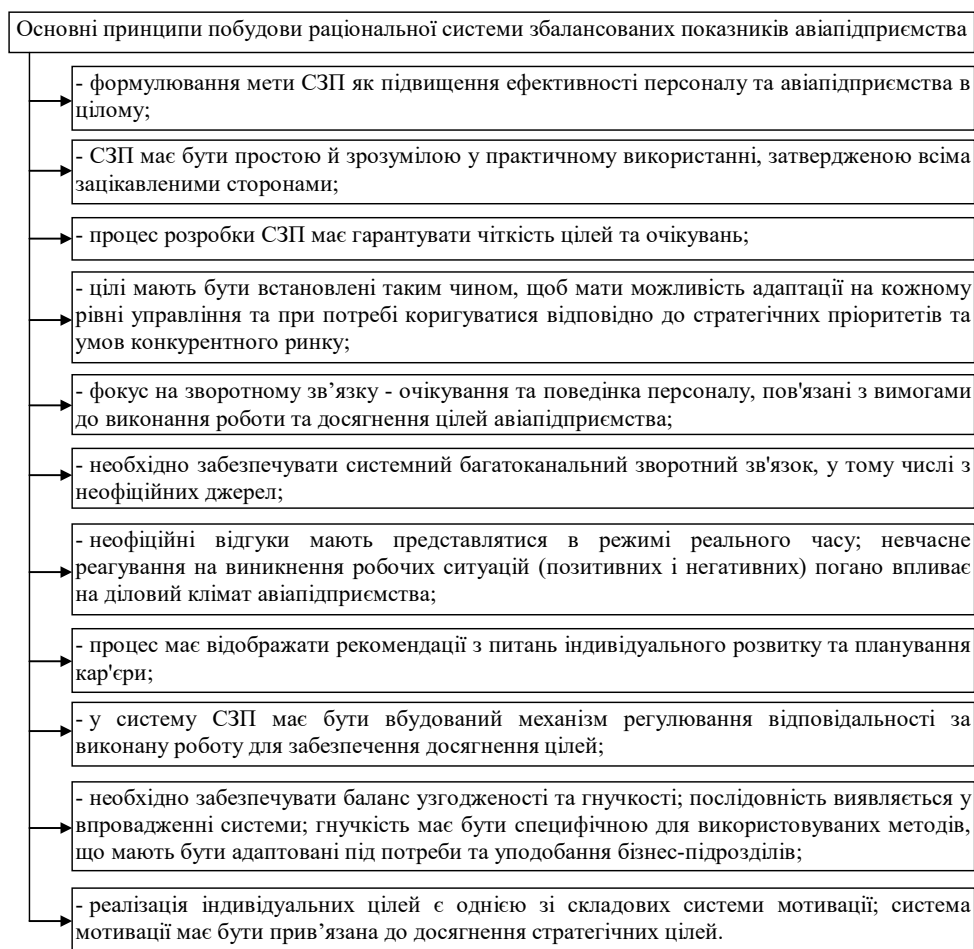 Основні принципи побудови раціональної системи збалансованих показників авіапідприємства
- формулювання мети СЗП як підвищення ефективності персоналу та авіапідприємства в
цілому;
- СЗП має бути простою й зрозумілою у практичному використанні, затвердженою всіма
зацікавленими сторонами;
- процес розробки СЗП має гарантувати чіткість цілей та очікувань;
- цілі мають бути встановлені таким чином, щоб мати можливість адаптації на кожному
рівні управління та при потребі коригуватися відповідно до стратегічних пріоритетів та
умов конкурентного ринку;
- фокус на зворотному зв’язку - очікування та поведінка персоналу, пов'язані з вимогами
до виконання роботи та досягнення цілей авіапідприємства;
- необхідно забезпечувати системний багатоканальний зворотний зв'язок, у тому числі з
неофіційних джерел;
- неофіційні відгуки мають представлятися в режимі реального часу; невчасне
реагування на виникнення робочих ситуацій (позитивних і негативних) погано впливає
на діловий клімат авіапідприємства;
- процес має відображати рекомендації з питань індивідуального розвитку та планування
кар'єри;
- у систему СЗП має бути вбудований механізм регулювання відповідальності за
виконану роботу для забезпечення досягнення цілей;
- необхідно забезпечувати баланс узгодженості та гнучкості; послідовність виявляється у
впровадженні системи; гнучкість має бути специфічною для використовуваних методів,
що мають бути адаптовані під потреби та уподобання бізнес-підрозділів;
- реалізація індивідуальних цілей є однією зі складових системи мотивації; система
мотивації має бути прив’язана до досягнення стратегічних цілей.